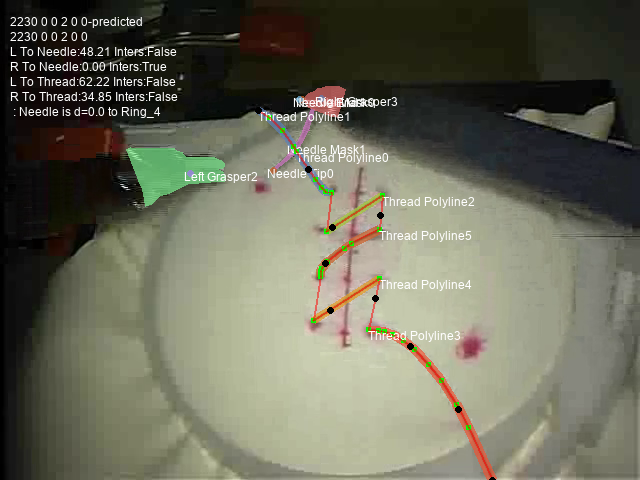 2230 0 0 2 0 0-predicted
2230 0 0 2 0 0
L To Needle:48.21 Inters:False
R To Needle:0.00 Inters:True
L To Thread:62.22 Inters:False
R To Thread:34.85 Inters:False
: Needle is d=0.0 to Ring_4
Right Grasper3
Thread Polyline1
Needle Mask1
Thread Polyline0
Needle Tip0
Left Grasper2
Thread Polyline2
Thread Polyline5
Thread Polyline4
Thread Polyline3